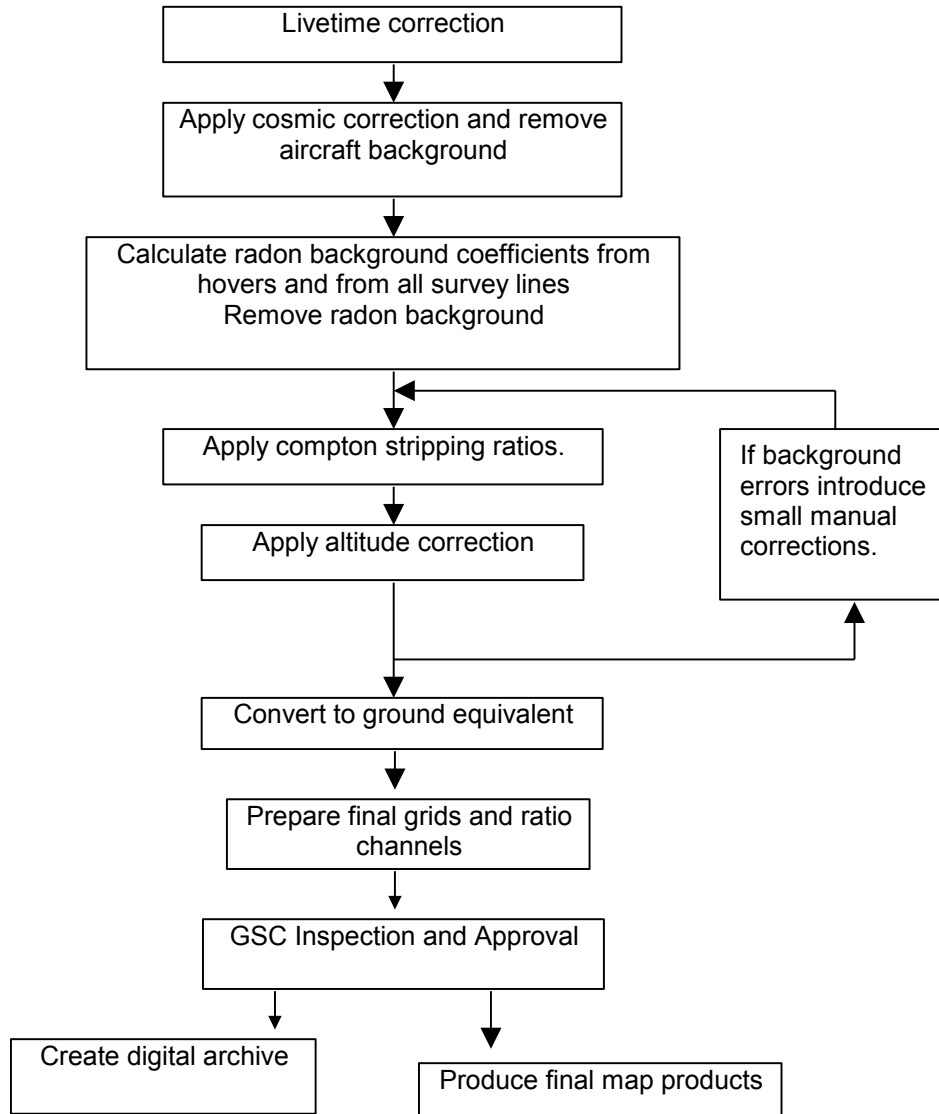 Livetime correction
Apply cosmic correction and remove
aircraft background
Calculate radon background coefficients from
hovers and from all survey lines
Remove radon background
Apply compton stripping ratios.
If background
errors introduce
small manual
corrections.
Apply altitude correction
Convert to ground equivalent
Prepare final grids and ratio
channels
GSC Inspection and Approval
Create digital archive
Produce final map products